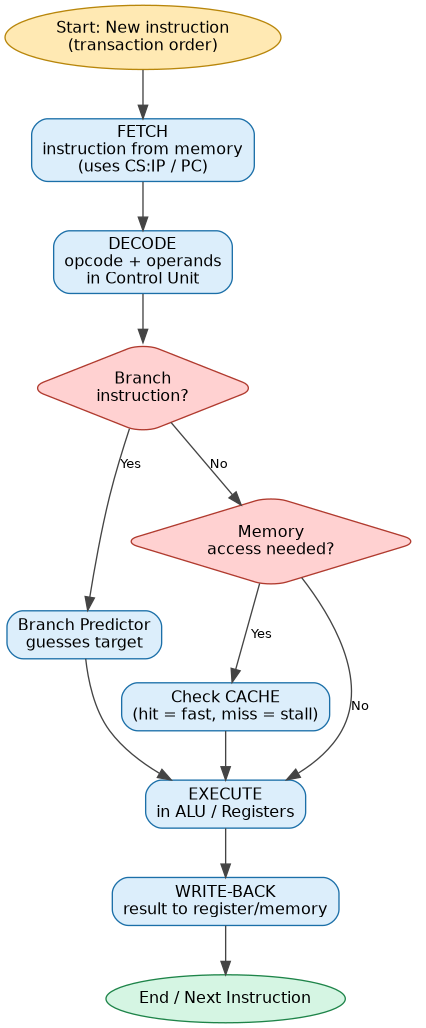 Start: New instruction
(transaction order)
FETCH
instruction from memory
(uses CS:IP / PC)
DECODE
opcode + operands
in Control Unit
Branch
instruction?
Yes
No
Memory
access needed?
Branch Predictor
guesses target
Yes
Check CACHE
(hit = fast, miss = stall)
No
EXECUTE
in ALU / Registers
WRITE-BACK
result to register/memory
End / Next Instruction